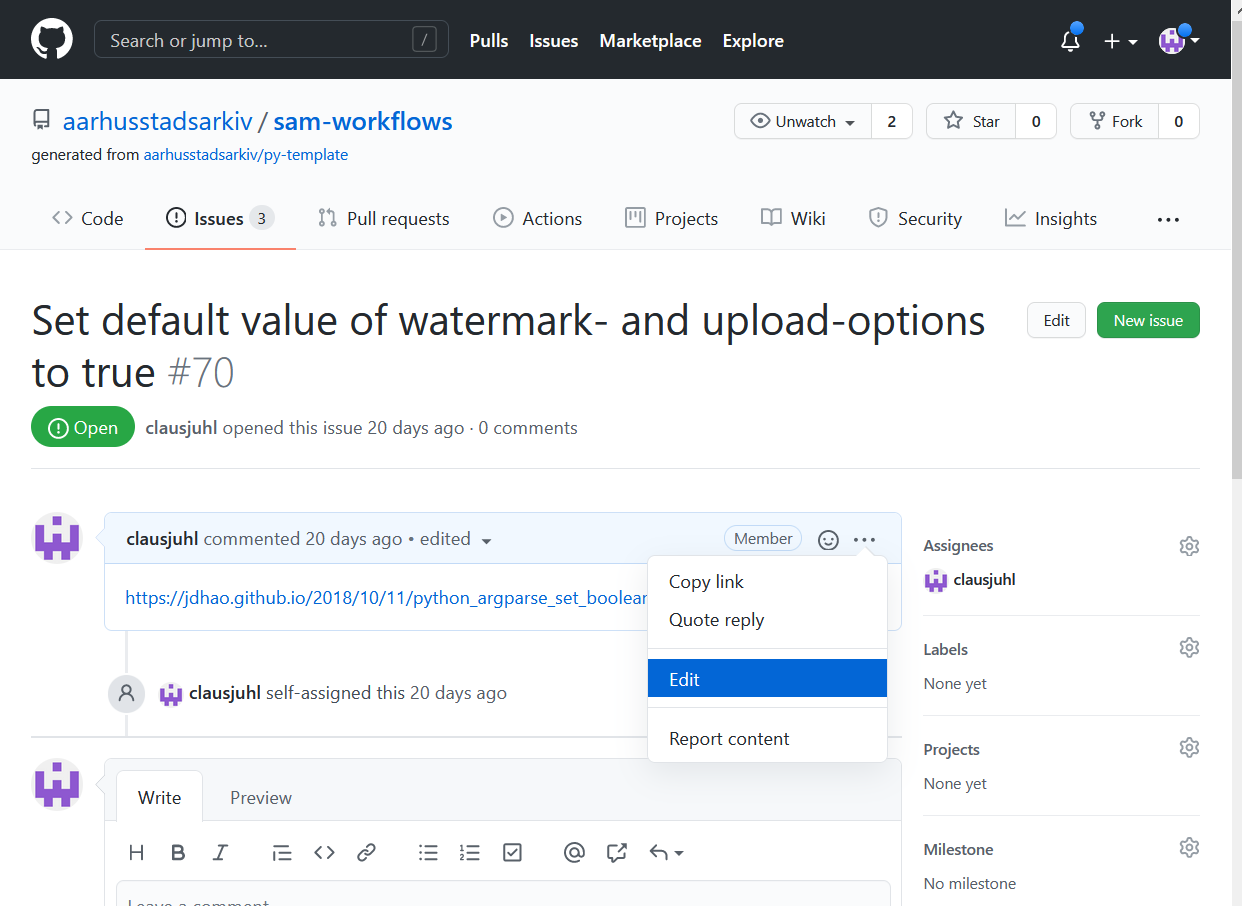 Search or jump to... /
Pulls Issues Marketplace Explore
aarhusstadsarkiv / sam-workflows
generated from aarhusstadsarkiv/py-template
Unwatch 2
Star 0
Fork 0
Code Issues 3 Pull requests Actions Projects Wiki Security Insights
Set default value of watermark- and upload-options
to true #70
Edit New issue
Open clausjuhl opened this issue 20 days ago · 0 comments
clausjuhl commented 20 days ago • edited Member
https://jdhao.github.io/2018/10/11/python_argparse_set_boolean
Copy link
Quote reply
Edit
Report content
clausjuhl self-assigned this 20 days ago
Write Preview
Leave a comment
Assignees
clausjuhl
Labels
None yet
Projects
None yet
Milestone
No milestone